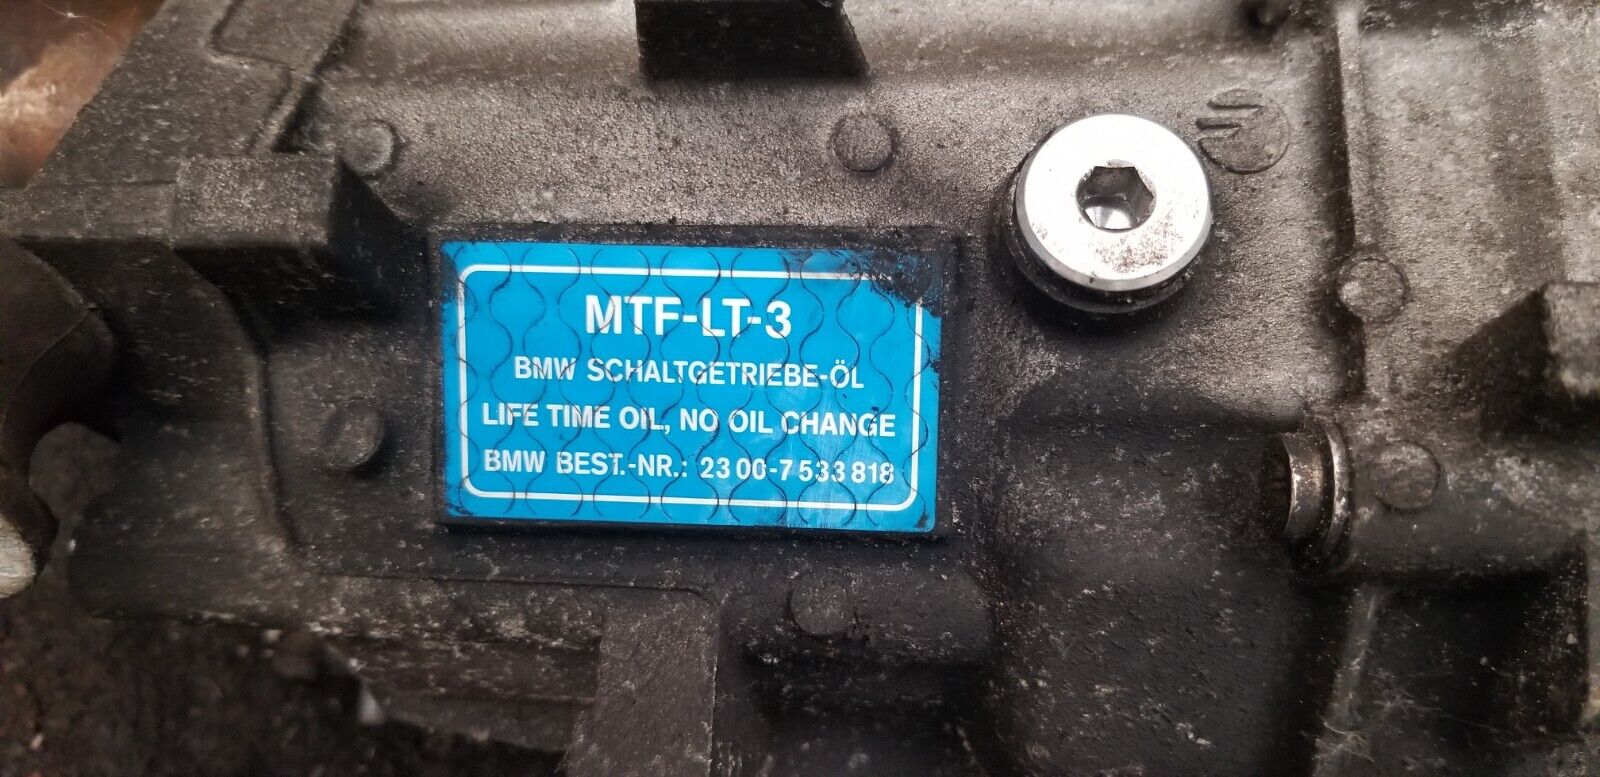 MTF-LT-3
BMW SCHALTGETRIEBE-ÖL
LIFE TIME OIL, NO OIL CHANGE
BMW BEST.-NR.: 23 00-7 533 818